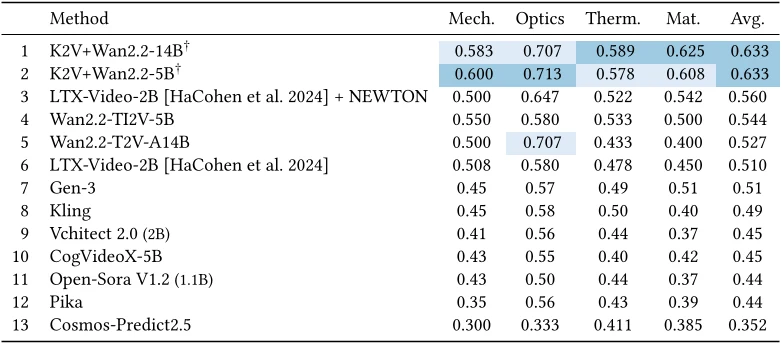 Method Mech. Optics Therm. Mat. Avg.
1 K2V+Wan2.2-14B† 0.583 0.707 0.589 0.625 0.633
2 K2V+Wan2.2-5B† 0.600 0.713 0.578 0.608 0.633
3 LTX-Video-2B [HaCohen et al. 2024] + NEWTON 0.500 0.647 0.522 0.542 0.560
4 Wan2.2-TI2V-5B 0.550 0.580 0.533 0.500 0.544
5 Wan2.2-T2V-A14B 0.500 0.707 0.433 0.400 0.527
6 LTX-Video-2B [HaCohen et al. 2024] 0.508 0.580 0.478 0.450 0.510
7 Gen-3 0.45 0.57 0.49 0.51 0.51
8 Kling 0.45 0.58 0.50 0.40 0.49
9 Vchitect 2.0 (2B) 0.41 0.56 0.44 0.37 0.45
10 CogVideoX-5B 0.43 0.55 0.40 0.42 0.45
11 Open-Sora V1.2 (1.1B) 0.43 0.50 0.44 0.37 0.44
12 Pika 0.35 0.56 0.43 0.39 0.44
13 Cosmos-Predict2.5 0.300 0.333 0.411 0.385 0.352